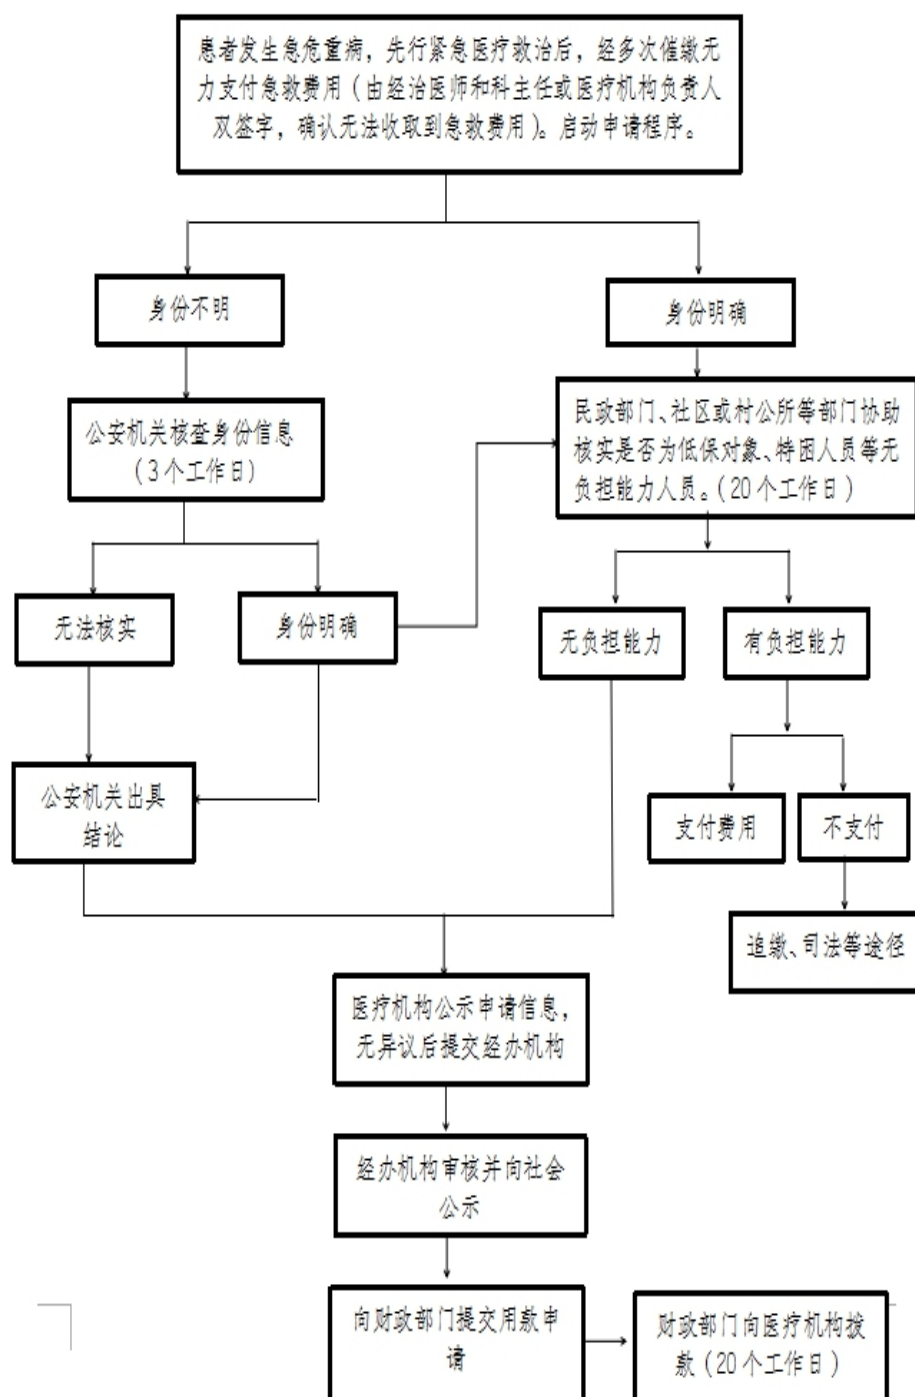 患者发生急危重病，先行紧急医疗救治后，经多次催缴无
力支付急救费用（由经治医师和科主任或医疗机构负责人
双签字，确认无法收取到急救费用）。启动申请程序。
身份不明
身份明确
公安机关核查身份信息
（3个工作日）
民政部门、社区或村公所等部门协助
核实是否为低保对象、特困人员等无
负担能力人员。（20个工作日）
无法核实
身份明确
无负担能力
有负担能力
公安机关出具
结论
支付费用
不支付
追缴、司法等途径
医疗机构公示申请信息，
无异议后提交经办机构
经办机构审核并向社会
公示
向财政部门提交用款申
请
财政部门向医疗机构拨
款（20个工作日）